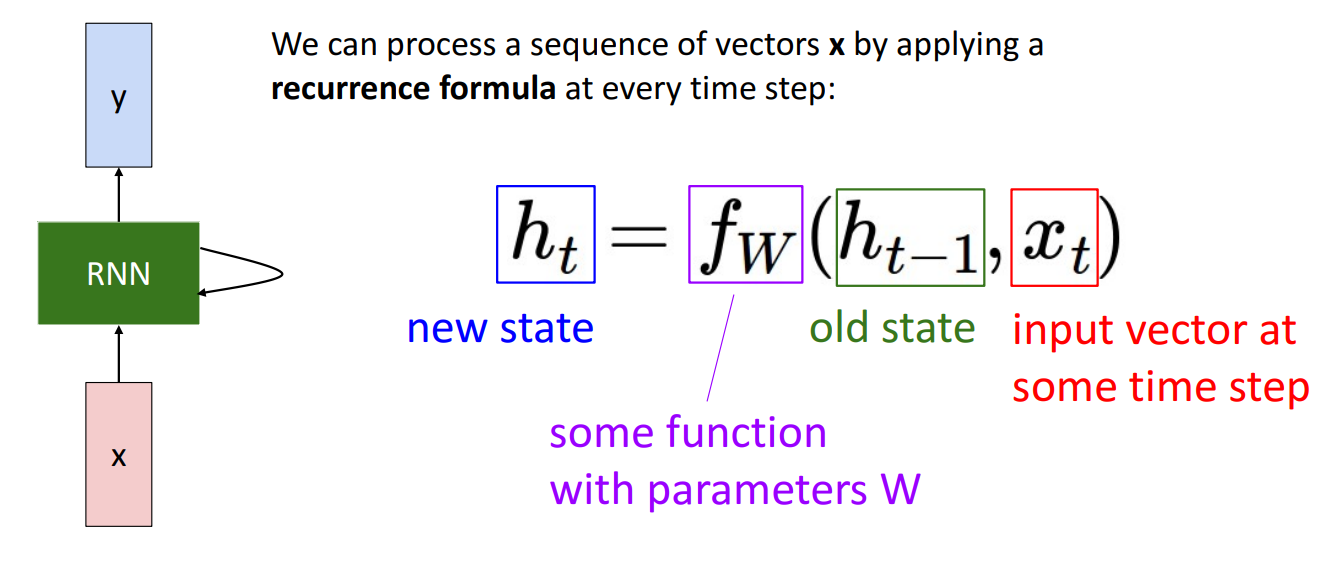 We can process a sequence of vectors x by applying a
recurrence formula at every time step:
y
RNN
x
h_t = f_W(h_{t-1}, x_t)
new state
old state
input vector at
some time step
some function
with parameters W